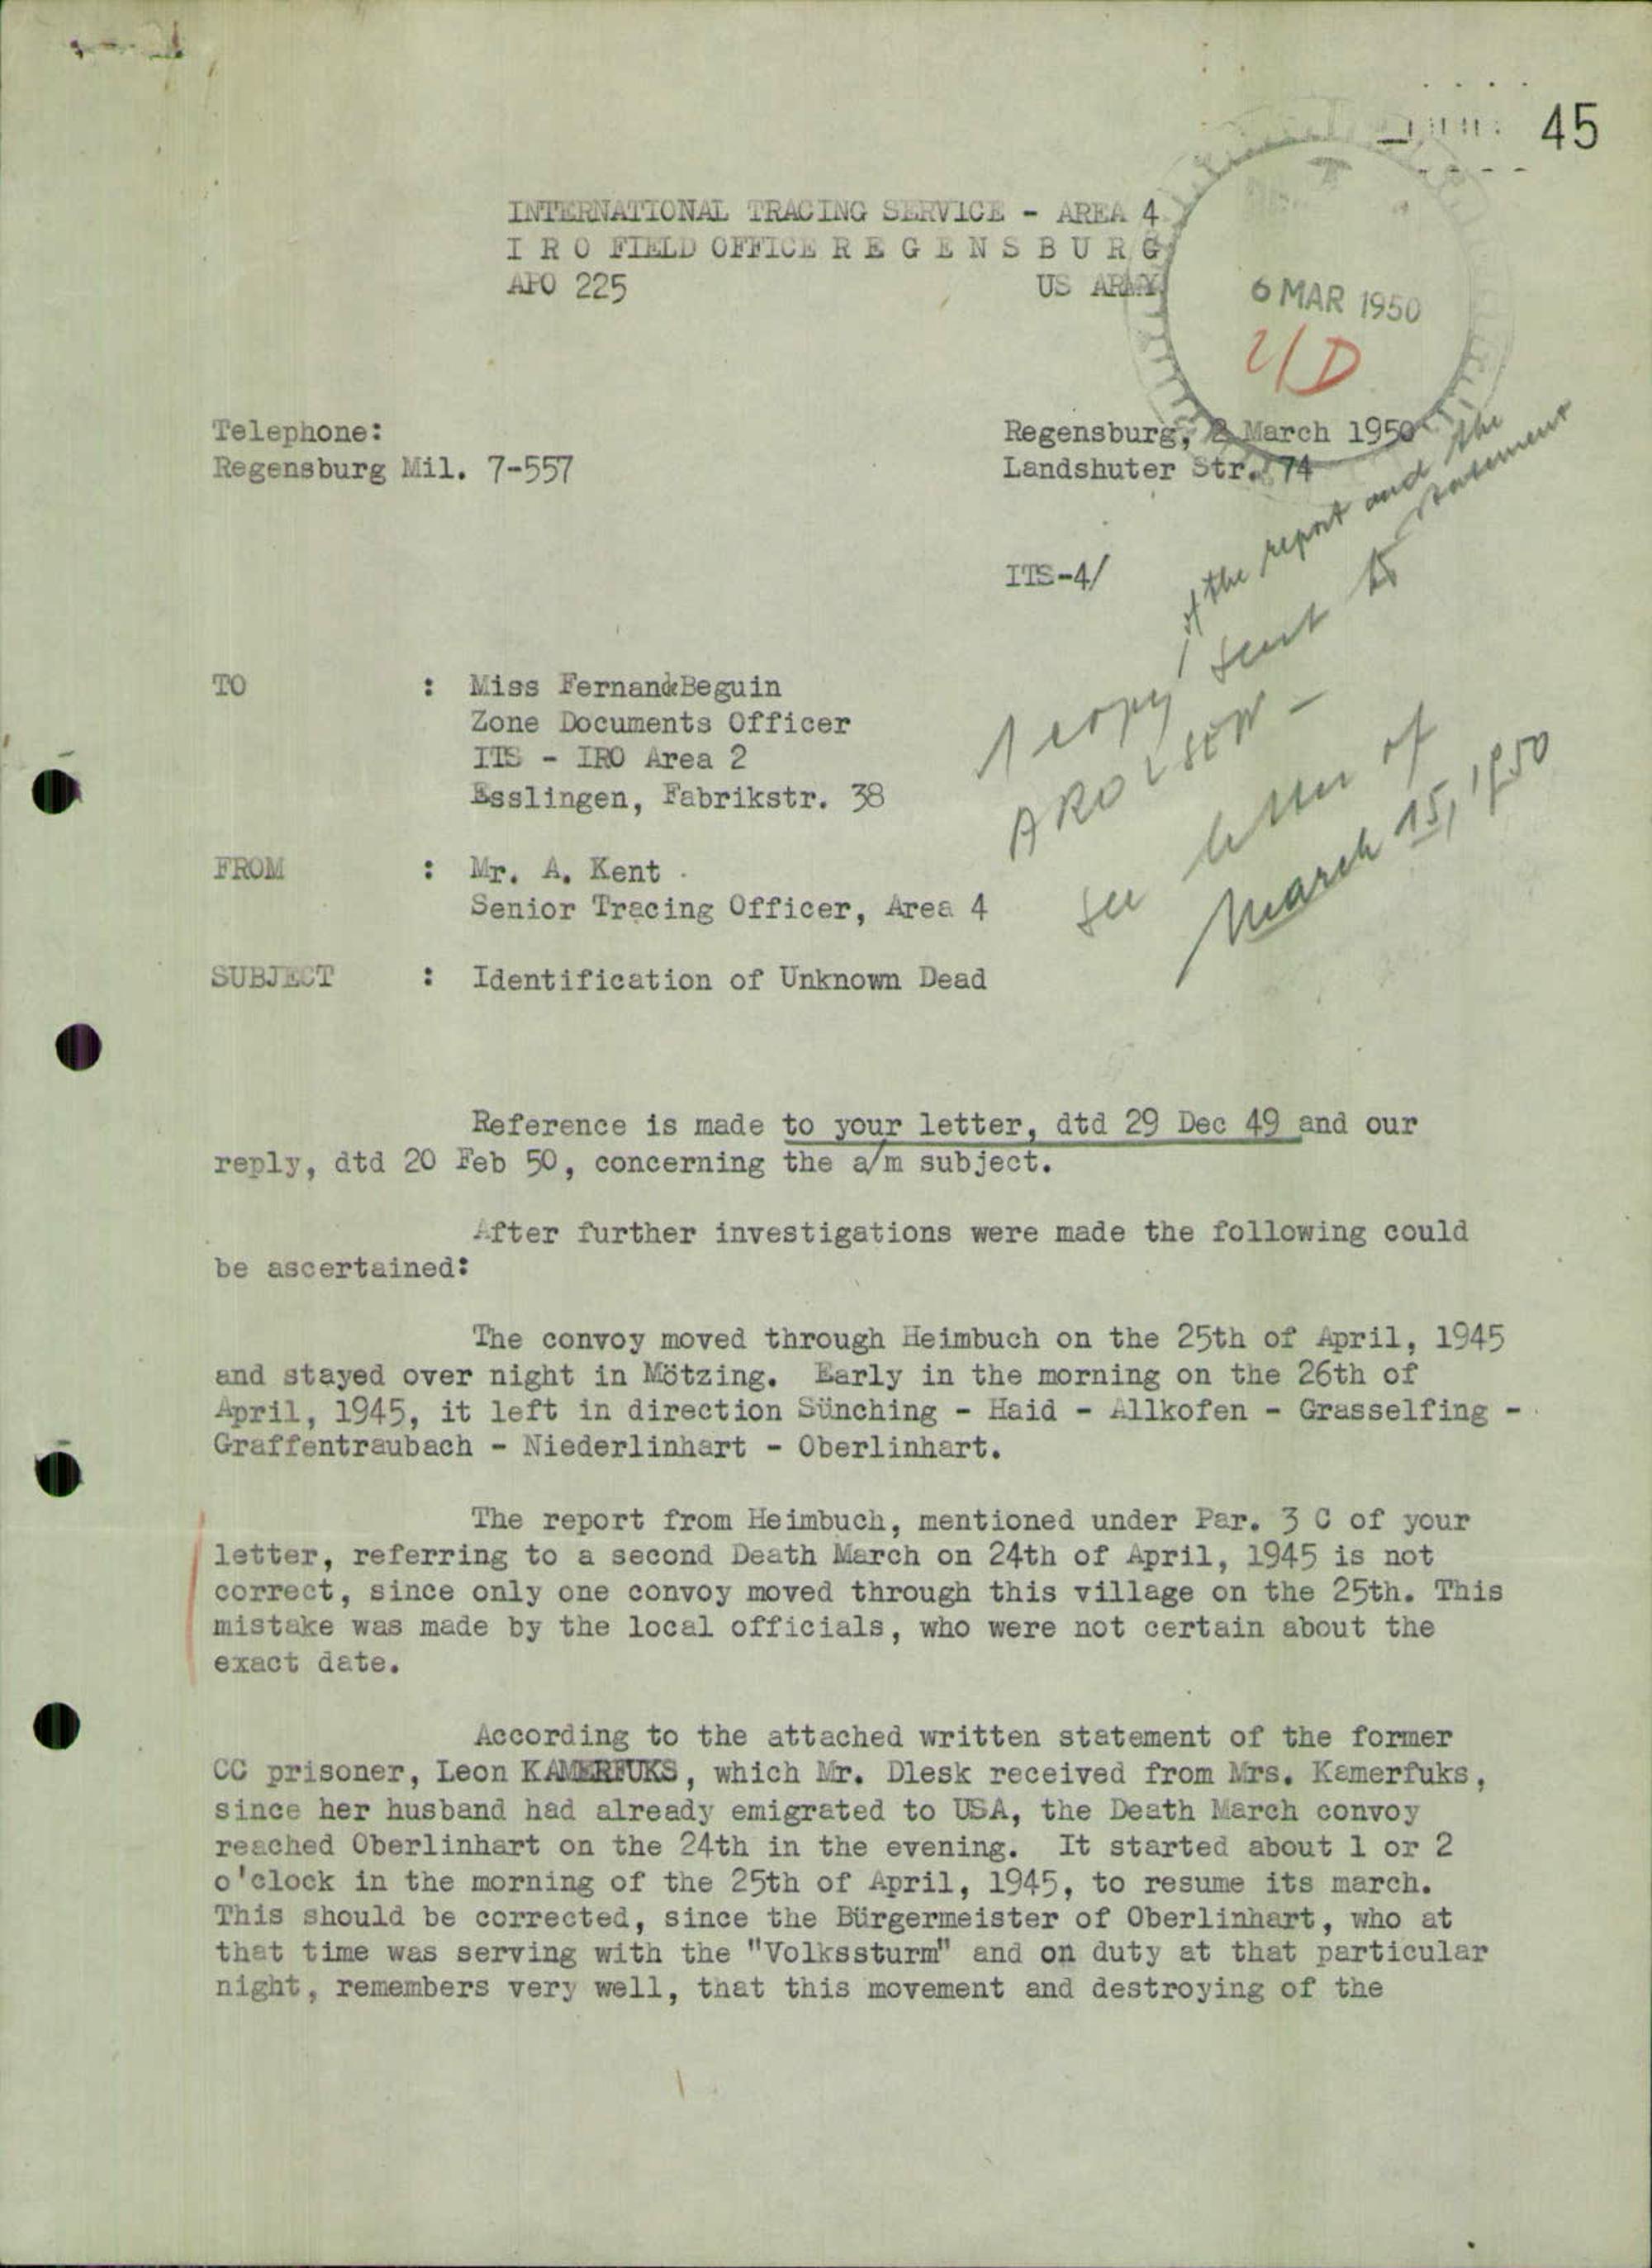 45
INTERNATIONAL TRACING SERVICE - AREA 4
I R O FIELD OFFICE R E G E N S B U R G
APO 225 US ARMY
6 MAR 1950
Telephone: Regensburg, 2 March 1950
Regensburg Mil. 7-557 Landshuter Str. 74
ITS-4/
1 copy of the report and the statement
sent to
AROLSEN -
see letter of
March 15, 1950
TO : Miss Fernande Beguin
Zone Documents Officer
ITS - IRO Area 2
Esslingen, Fabrikstr. 38
FROM : Mr. A. Kent
Senior Tracing Officer, Area 4
SUBJECT : Identification of Unknown Dead
Reference is made to your letter, dtd 29 Dec 49 and our
reply, dtd 20 Feb 50, concerning the a/m subject.
After further investigations were made the following could
be ascertained:
The convoy moved through Heimbuch on the 25th of April, 1945
and stayed over night in Mötzing. Early in the morning on the 26th of
April, 1945, it left in direction Sünching - Haid - Allkofen - Grasselfing -
Graffentraubach - Niederlinhart - Oberlinhart.
The report from Heimbuch, mentioned under Par. 3 C of your
letter, referring to a second Death March on 24th of April, 1945 is not
correct, since only one convoy moved through this village on the 25th. This
mistake was made by the local officials, who were not certain about the
exact date.
According to the attached written statement of the former
CC prisoner, Leon KAMERFUKS, which Mr. Dlesk received from Mrs. Kamerfuks,
since her husband had already emigrated to USA, the Death March convoy
reached Oberlinhart on the 24th in the evening. It started about 1 or 2
o'clock in the morning of the 25th of April, 1945, to resume its march.
This should be corrected, since the Bürgermeister of Oberlinhart, who at
that time was serving with the "Volkssturm" and on duty at that particular
night, remembers very well, that this movement and destroying of the